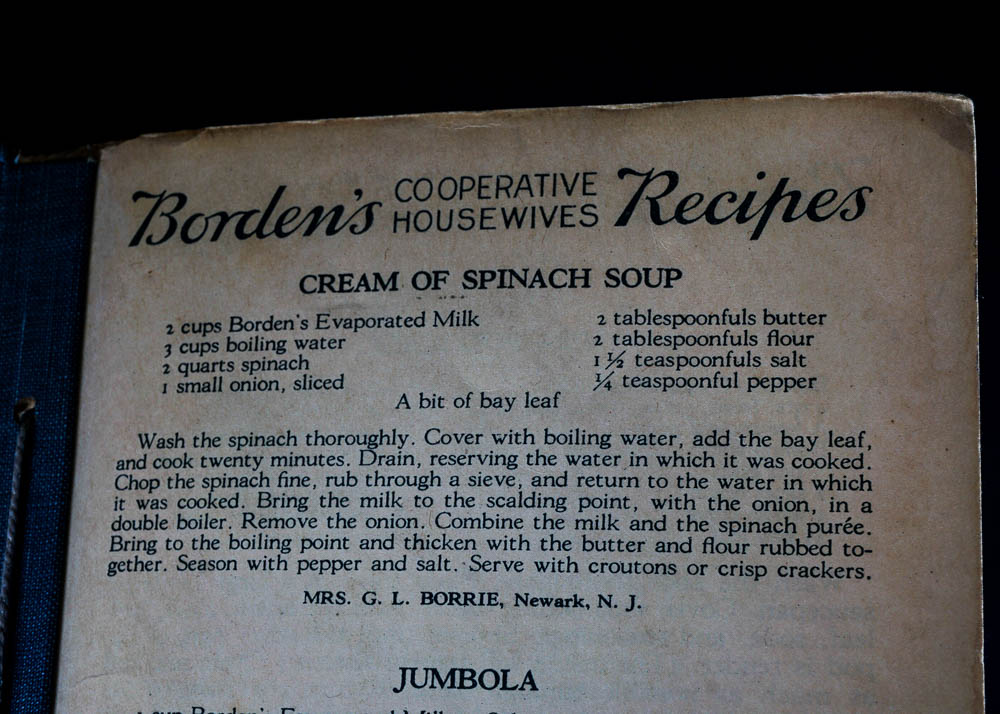 Borden's COOPERATIVE HOUSEWIVES Recipes
CREAM OF SPINACH SOUP
2 cups Borden's Evaporated Milk
3 cups boiling water
2 quarts spinach
1 small onion, sliced
2 tablespoonfuls butter
2 tablespoonfuls flour
1 ½ teaspoonfuls salt
¼ teaspoonful pepper
A bit of bay leaf
Wash the spinach thoroughly. Cover with boiling water, add the bay leaf,
and cook twenty minutes. Drain, reserving the water in which it was cooked.
Chop the spinach fine, rub through a sieve, and return to the water in which
it was cooked. Bring the milk to the scalding point, with the onion, in a
double boiler. Remove the onion. Combine the milk and the spinach purée.
Bring to the boiling point and thicken with the butter and flour rubbed to-
gether. Season with pepper and salt. Serve with croutons or crisp crackers.
MRS. G. L. BORRIE, Newark, N. J.
JUMBOLA
cup Borden's Evaporated Milk